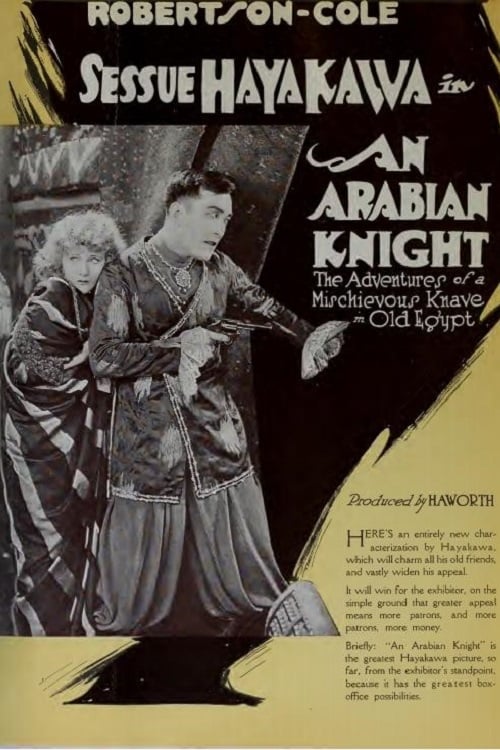 ROBERTSON-COLE
SESSUE HAYAKAWA in
AN
ARABIAN
KNIGHT
The Adventures of a
Mischievous Knave
in Old Egypt
Produced by HAWORTH
HERE'S an entirely new char-
acterization by Hayakawa,
which will charm all his old friends,
and vastly widen his appeal.
It will win for the exhibitor, on the
simple ground that greater appeal
means more patrons, and more
patrons, more money.
Briefly: "An Arabian Knight" is
the greatest Hayakawa picture, so
far, from the exhibitor's standpoint,
because it has the greatest box-
office possibilities.